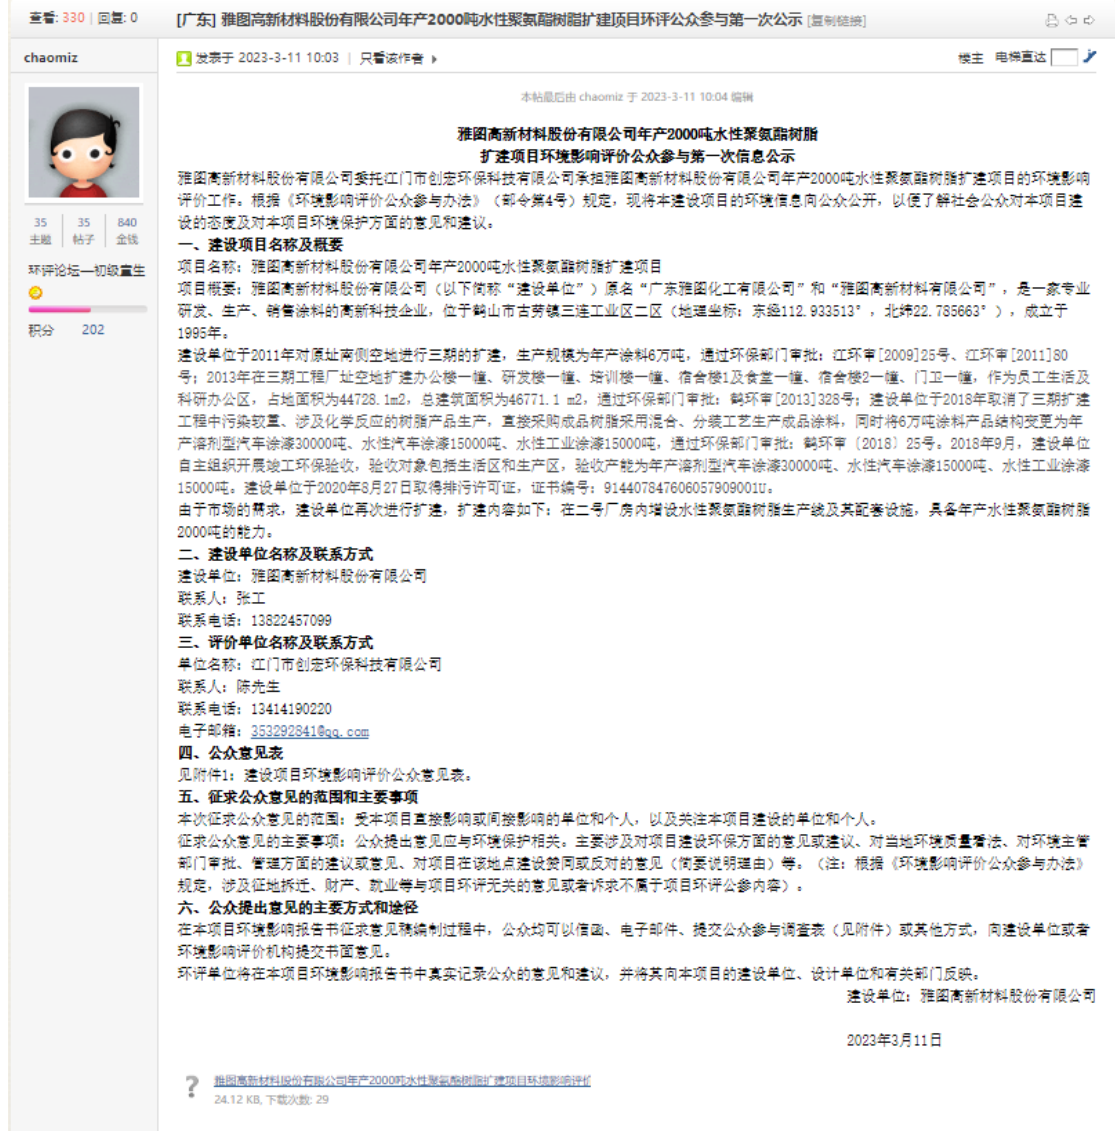 查看: 330 | 回复: 0
[广东] 雅图高新材料股份有限公司年产2000吨水性聚氨酯树脂扩建项目环评公众参与第一次公示 [复制链接]
chaomiz
发表于 2023-3-11 10:03 | 只看该作者
楼主 电梯直达
本帖最后由 chaomiz 于 2023-3-11 10:04 编辑
35 35 840
主题 帖子 金钱
环评论坛—初级童生
积分 202
雅图高新材料股份有限公司年产2000吨水性聚氨酯树脂
扩建项目环境影响评价公众参与第一次信息公示
雅图高新材料股份有限公司委托江门市创宏环保科技有限公司承担雅图高新材料股份有限公司年产2000吨水性聚氨酯树脂扩建项目的环境影响
评价工作。根据《环境影响评价公众参与办法》（部令第4号）规定，现将本建设项目的环境信息向公众公开，以便了解社会公众对本项目建
设的态度及对本项目环境保护方面的意见和建议。
一、建设项目名称及概要
项目名称：雅图高新材料股份有限公司年产2000吨水性聚氨酯树脂扩建项目
项目概要：雅图高新材料股份有限公司（以下简称“建设单位”）原名“广东雅图化工有限公司”和“雅图高新材料有限公司”，是一家专业
研发、生产、销售涂料的高新科技企业，位于鹤山市古劳镇三连工业区二区（地理坐标：东经112.933513°，北纬22.785663°），成立于
1995年。
建设单位于2011年对原址南侧空地进行三期的扩建，生产规模为年产涂料6万吨，通过环保部门审批：江环审[2009]25号、江环审[2011]80
号；2013年在三期工程厂址空地扩建办公楼一幢、研发楼一幢、培训楼一幢、宿舍楼1及食堂一幢、宿舍楼2一幢、门卫一幢，作为员工生活及
科研办公区，占地面积为44728.1m2，总建筑面积为46771.1 m2，通过环保部门审批：鹤环审[2013]328号；建设单位于2018年取消了三期扩建
工程中污染较重、涉及化学反应的树脂产品生产，直接采购成品树脂采用混合、分装工艺生产成品涂料，同时将6万吨涂料产品结构变更为年
产溶剂型汽车涂漆30000吨、水性汽车涂漆15000吨、水性工业涂漆15000吨，通过环保部门审批：鹤环审〔2018〕25号。2018年9月，建设单位
自主组织开展竣工环保验收，验收对象包括生活区和生产区，验收产能为年产溶剂型汽车涂漆30000吨、水性汽车涂漆15000吨、水性工业涂漆
15000吨。建设单位于2020年8月27日取得排污许可证，证书编号：914407847606057909001U。
由于市场的需求，建设单位再次进行扩建，扩建内容如下：在二号厂房内增设水性聚氨酯树脂生产线及其配套设施，具备年产水性聚氨酯树脂
2000吨的能力。
二、建设单位名称及联系方式
建设单位：雅图高新材料股份有限公司
联系人：张工
联系电话：13822457099
三、评价单位名称及联系方式
单位名称：江门市创宏环保科技有限公司
联系人：陈先生
联系电话：13414190220
电子邮箱：353292841@qq.com
四、公众意见表
见附件1：建设项目环境影响评价公众意见表。
五、征求公众意见的范围和主要事项
本次征求公众意见的范围：受本项目直接影响或间接影响的单位和个人，以及关注本项目建设的单位和个人。
征求公众意见的主要事项：公众提出意见应与环境保护相关。主要涉及对项目建设环保方面的意见或建议、对当地环境质量看法、对环境主管
部门审批、管理方面的建议或意见、对项目在该地点建设赞同或反对的意见（简要说明理由）等。（注：根据《环境影响评价公众参与办法》
规定，涉及征地拆迁、财产、就业等与项目环评无关的意见或者诉求不属于项目环评公参内容）。
六、公众提出意见的主要方式和途径
在本项目环境影响报告书征求意见稿编制过程中，公众均可以信函、电子邮件、提交公众参与调查表（见附件）或其他方式，向建设单位或者
环境影响评价机构提交书面意见。
环评单位将在本项目环境影响报告书中真实记录公众的意见和建议，并将其向本项目的建设单位、设计单位和有关部门反映。
建设单位：雅图高新材料股份有限公司
2023年3月11日
雅图高新材料股份有限公司年产2000吨水性聚氨酯树脂扩建项目环境影响评价
24.12 KB, 下载次数: 29